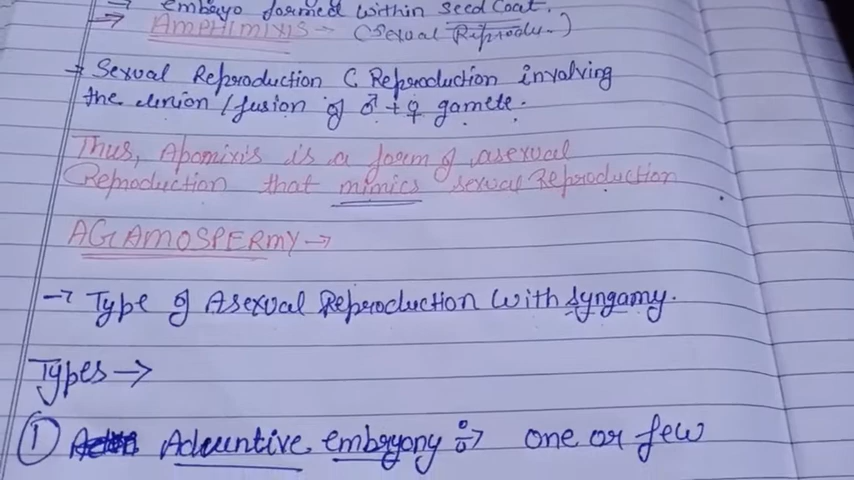 → embryo formed within seed coat.
→ AMPHIMIXIS - (Sexual Reprodu..)
→ Sexual Reproduction C Reproduction involving
the union / fusion of ♂ + ♀ gamete.
Thus, Apomixis is a form of asexual
Reproduction that mimics sexual Reproduction
AGAMOSPERMY →
→ Type of Asexual Reproduction with syngamy.
Types →
① Adventive embryony ⇒ one or few